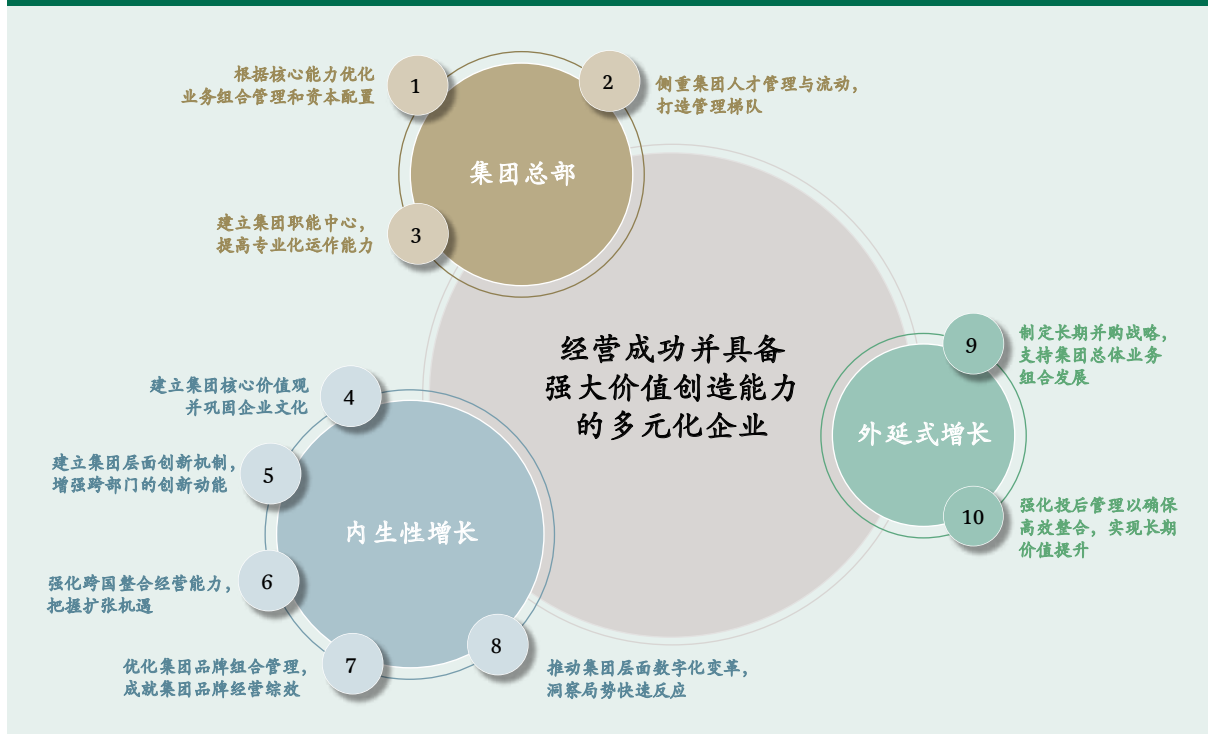 根据核心能力优化
业务组合管理和资本配置
1
2
侧重集团人才管理与流动，
打造管理梯队
集团总部
建立集团职能中心，
提高专业化运作能力
3
经营成功并具备
强大价值创造能力
的多元化企业
9
制定长期并购战略，
支持集团总体业务
组合发展
外延式增长
10
强化投后管理以确保
高效整合，实现长期
价值提升
建立集团核心价值观
并巩固企业文化
4
建立集团层面创新机制，
增强跨部门的创新动能
5
内生性增长
强化跨国整合经营能力，
把握扩张机遇
6
优化集团品牌组合管理，
成就集团品牌经营综效
7
8
推动集团层面数字化变革，
洞察局势快速反应